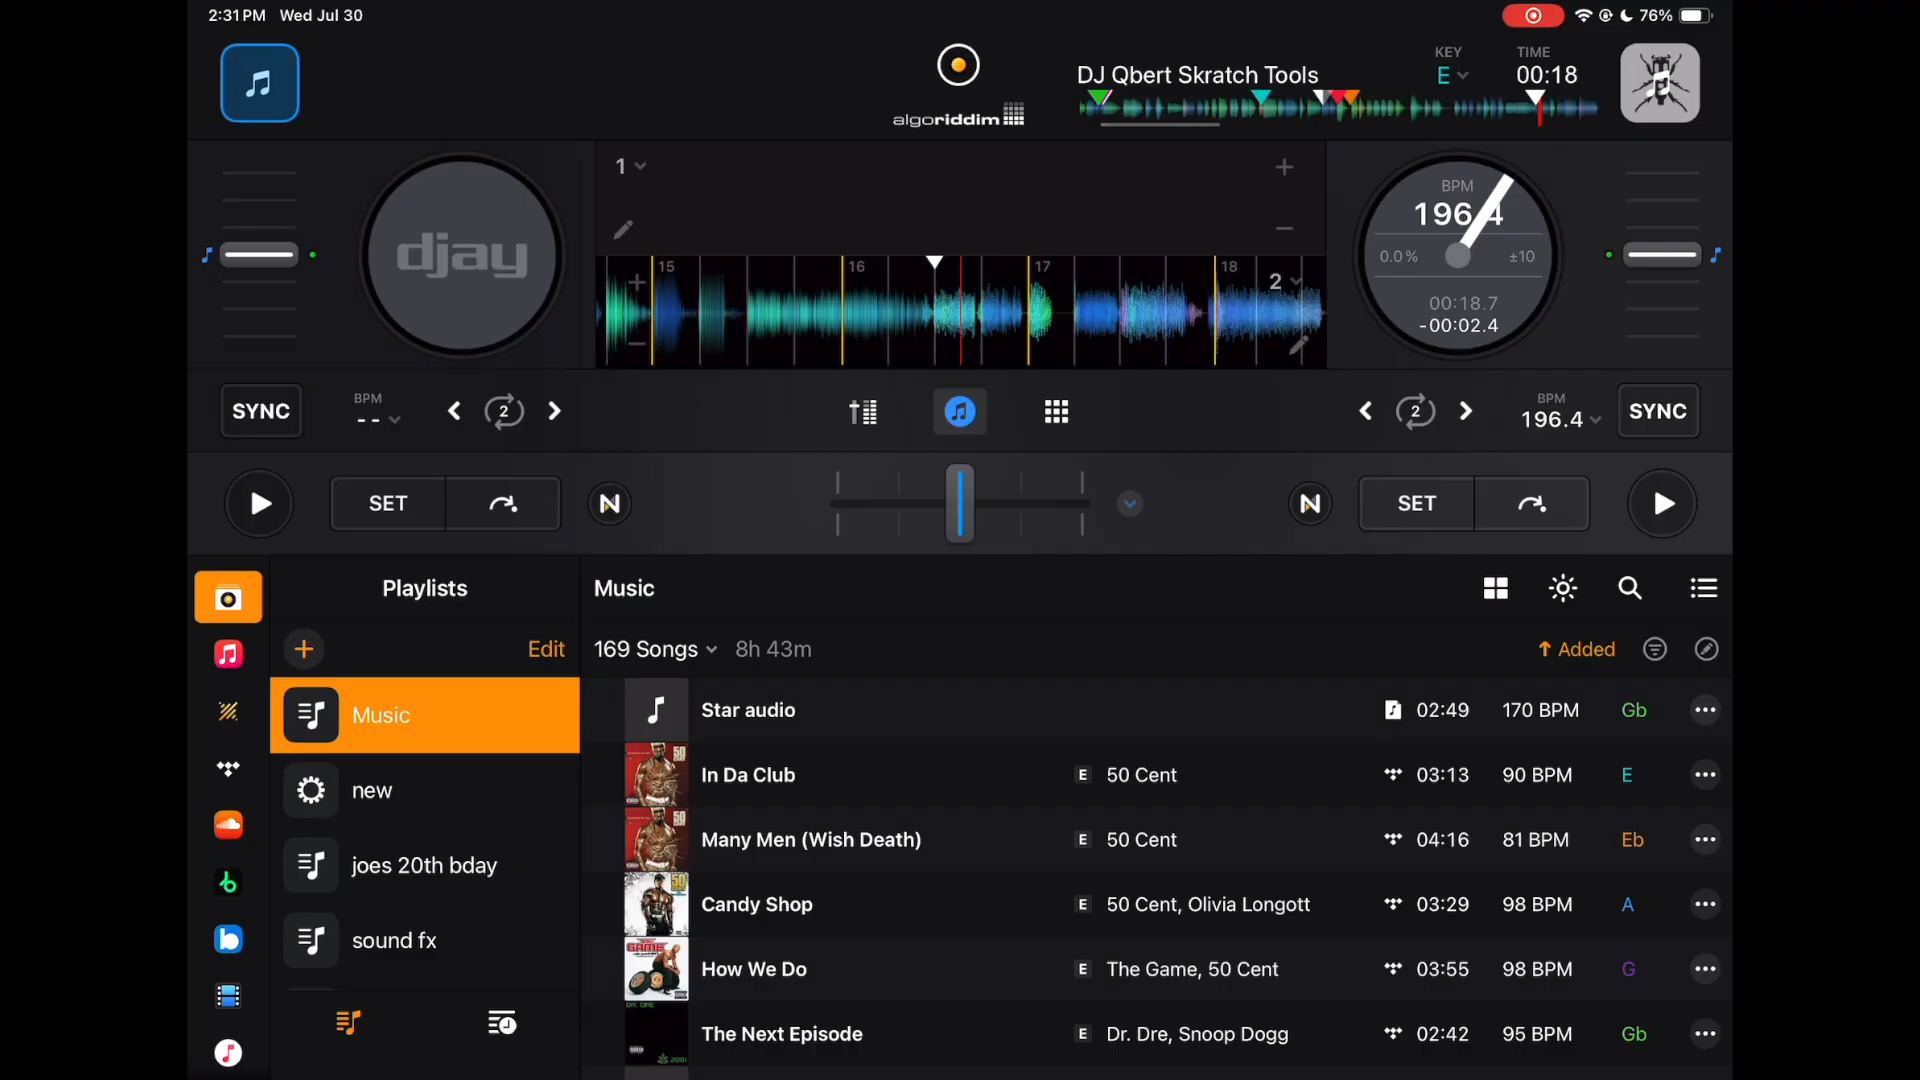 2:31PM Wed Jul 30
76%
algoriddim
DJ Qbert Skratch Tools
KEY
E
TIME
00:18
djay
1
15
16
17
18
2
BPM
196.4
0.0%
±10
00:18.7
-00:02.4
SYNC
BPM
--
2
2
BPM
196.4
SYNC
SET
N
N
SET
Playlists
Edit
Music
new
joes 20th bday
sound fx
Music
169 Songs
8h 43m
Added
Star audio 02:49 170 BPM Gb
In Da Club E 50 Cent 03:13 90 BPM E
Many Men (Wish Death) E 50 Cent 04:16 81 BPM Eb
Candy Shop E 50 Cent, Olivia Longott 03:29 98 BPM A
How We Do E The Game, 50 Cent 03:55 98 BPM G
The Next Episode E Dr. Dre, Snoop Dogg 02:42 95 BPM Gb